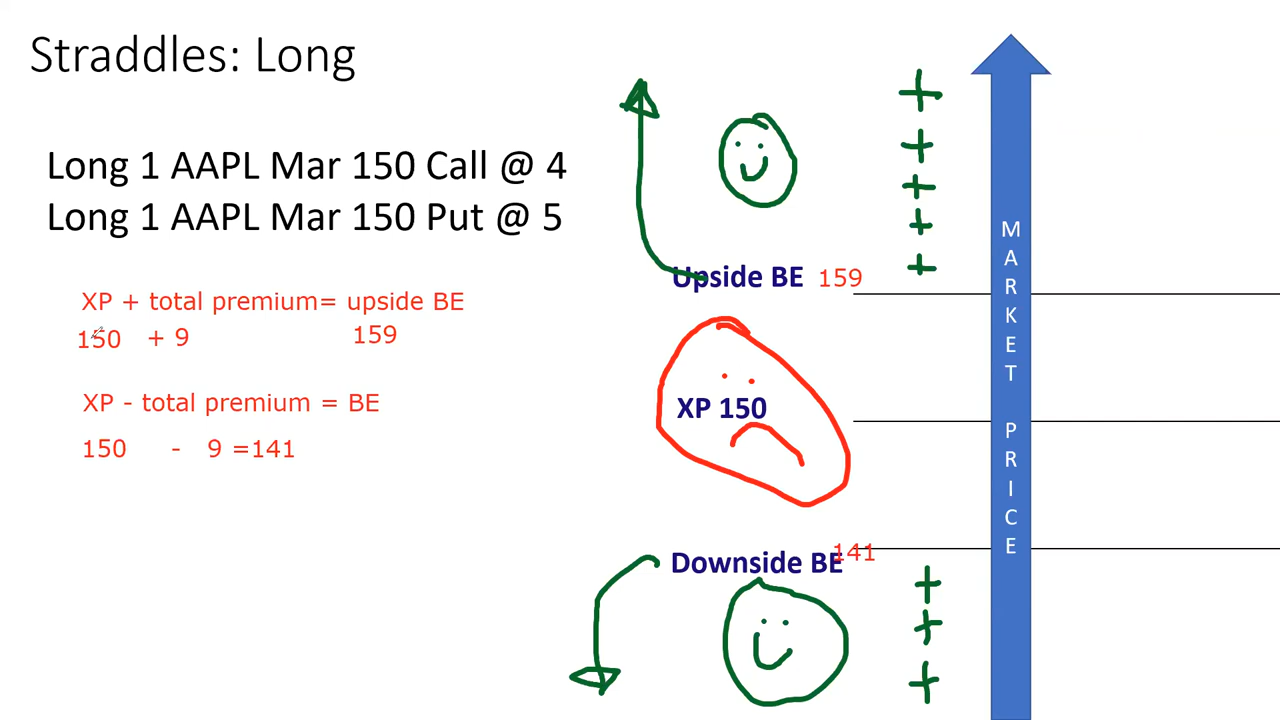 Straddles: Long
Long 1 AAPL Mar 150 Call @ 4
Long 1 AAPL Mar 150 Put @ 5
XP + total premium= upside BE
150 + 9 159
XP - total premium = BE
150 - 9 =141
Upside BE 159
XP 150
Downside BE 141
MARKET PRICE